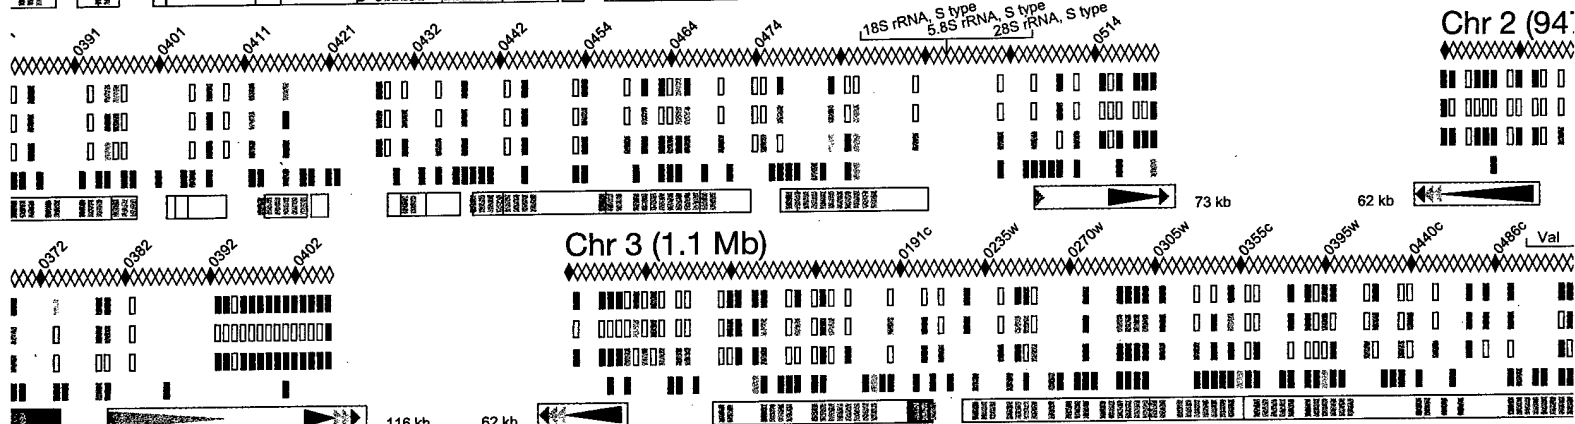 18S rRNA, S type
5.8S rRNA, S type
28S rRNA, S type
0391 0401 0411 0421 0432 0442 0454 0464 0474 0514
Chr 2 (947
73 kb
62 kb
0372 0382 0392 0402
Chr 3 (1.1 Mb)
0191c 0235w 0270w 0305w 0355c 0395w 0440c 0486c Val
116 kb
62 kb